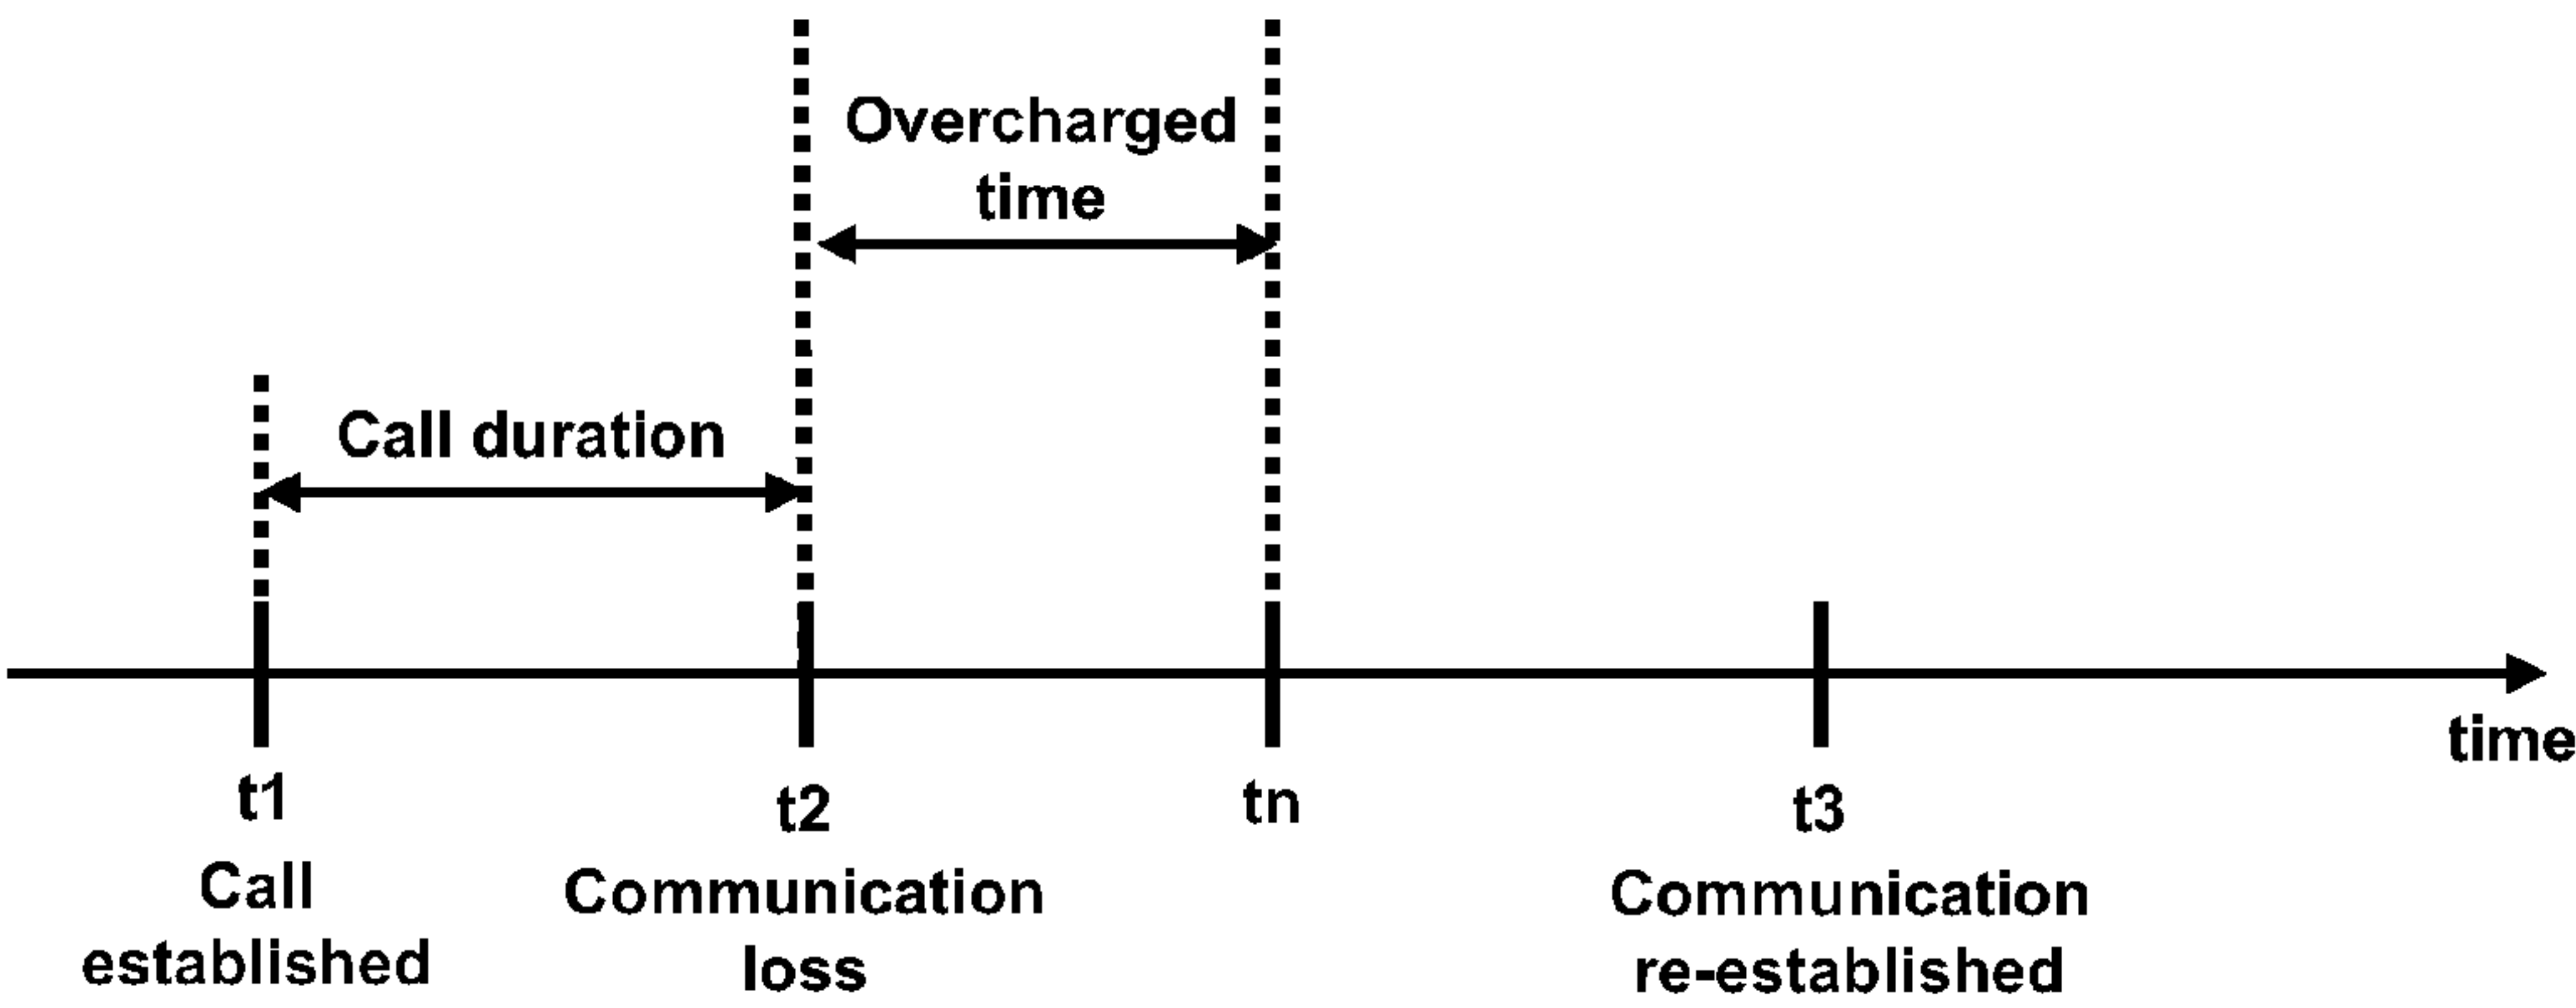 Overcharged
time
Call duration
time
t1
t2
tn
t3
Call
established
Communication
loss
Communication
re-established